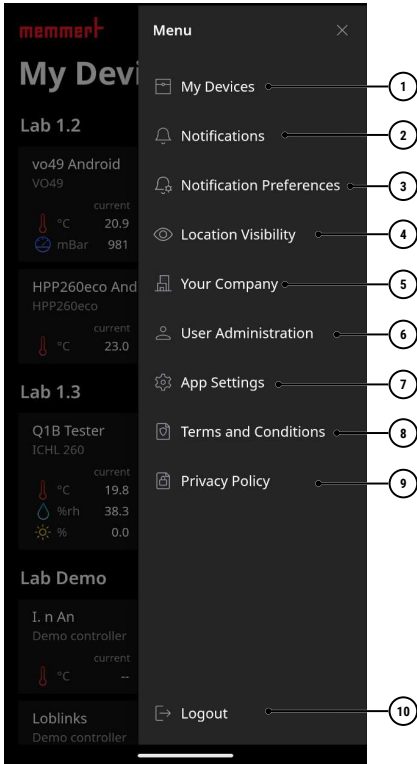 memmert
Menu
My Devi
My Devices
1
Lab 1.2
Notifications
2
vo49 Android
VO49
Notification Preferences
3
current
°C 20.9
Location Visibility
4
mBar 981
HPP260eco And
Your Company
5
HPP260eco
current
User Administration
6
°C 23.0
App Settings
7
Lab 1.3
Q1B Tester
Terms and Conditions
8
ICHL 260
current
°C 19.8
Privacy Policy
9
%rh 38.3
% 0.0
Lab Demo
I. n An
Demo controller
current
°C --
Loblinks
Logout
10
Demo controller